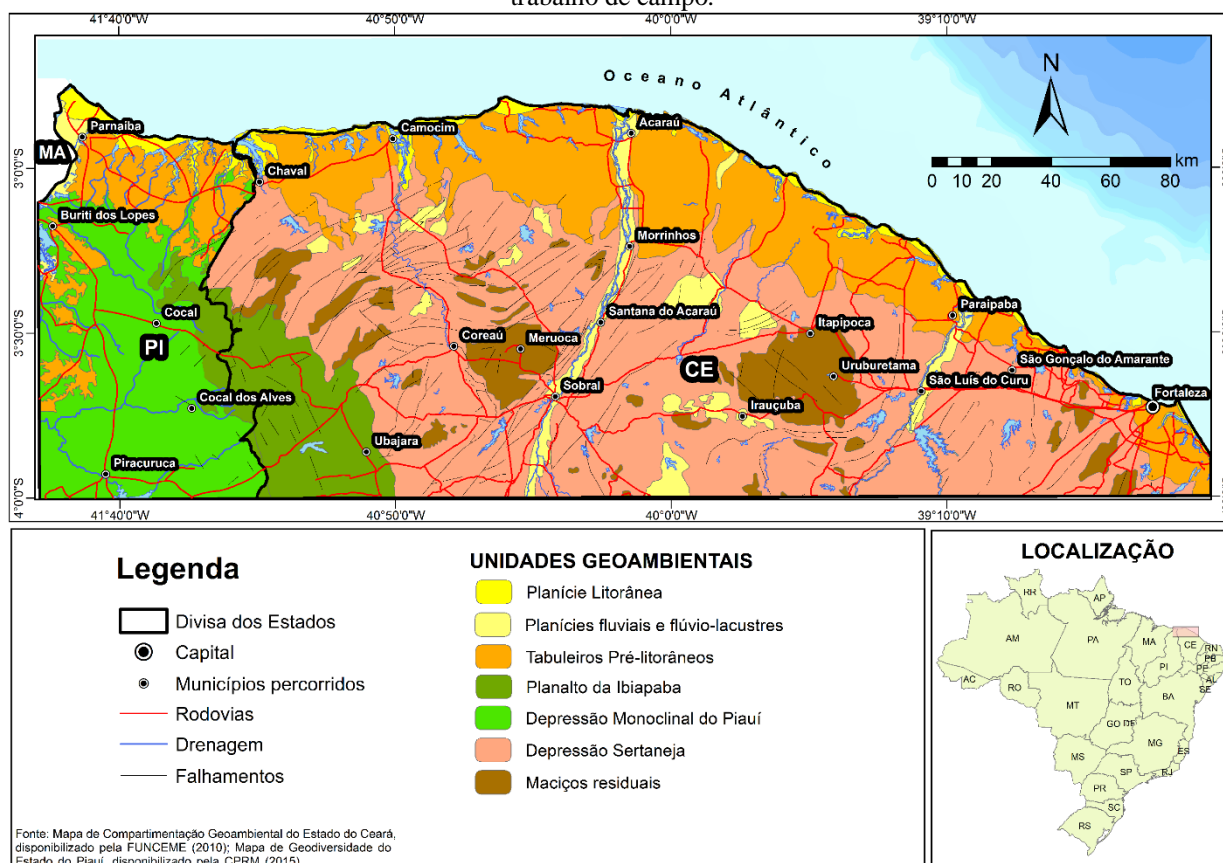 trabalho de campo.
41°40'0"W
40°50'0"W
40°0'0"W
39°10'0"W
Oceano Atlântico
N
km
0 10 20 40 60 80
3°0'0"S
3°30'0"S
4°0'0"S
MA
Parnaíba
Camocim
Acaraú
Chaval
Buriti dos Lopes
Morrinhos
Cocal
PI
Santana do Acaraú
Paraipaba
Coreaú
Meruoca
Itapipoca
CE
Uruburetama
São Gonçalo do Amarante
Sobral
São Luís do Curu
Fortaleza
Cocal dos Alves
Irauçuba
Ubajara
Piracuruca
41°40'0"W
40°50'0"W
40°0'0"W
39°10'0"W
Legenda
Divisa dos Estados
Capital
Municípios percorridos
Rodovias
Drenagem
Falhamentos
UNIDADES GEOAMBIENTAIS
Planície Litorânea
Planícies fluviais e flúvio-lacustres
Tabuleiros Pré-litorâneos
Planalto da Ibiapaba
Depressão Monoclinal do Piauí
Depressão Sertaneja
Maciços residuais
Fonte: Mapa de Compartimentação Geoambiental do Estado do Ceará,
disponibilizado pela FUNCEME (2010); Mapa de Geodiversidade do
Estado do Piauí, disponibilizado pela CPRM (2015)
LOCALIZAÇÃO
RR
AP
AM
PA
MA
CE
RN
PB
PE
PI
AL
SE
AC
RO
TO
BA
MT
GO
DF
MG
ES
MS
SP
RJ
PR
SC
RS